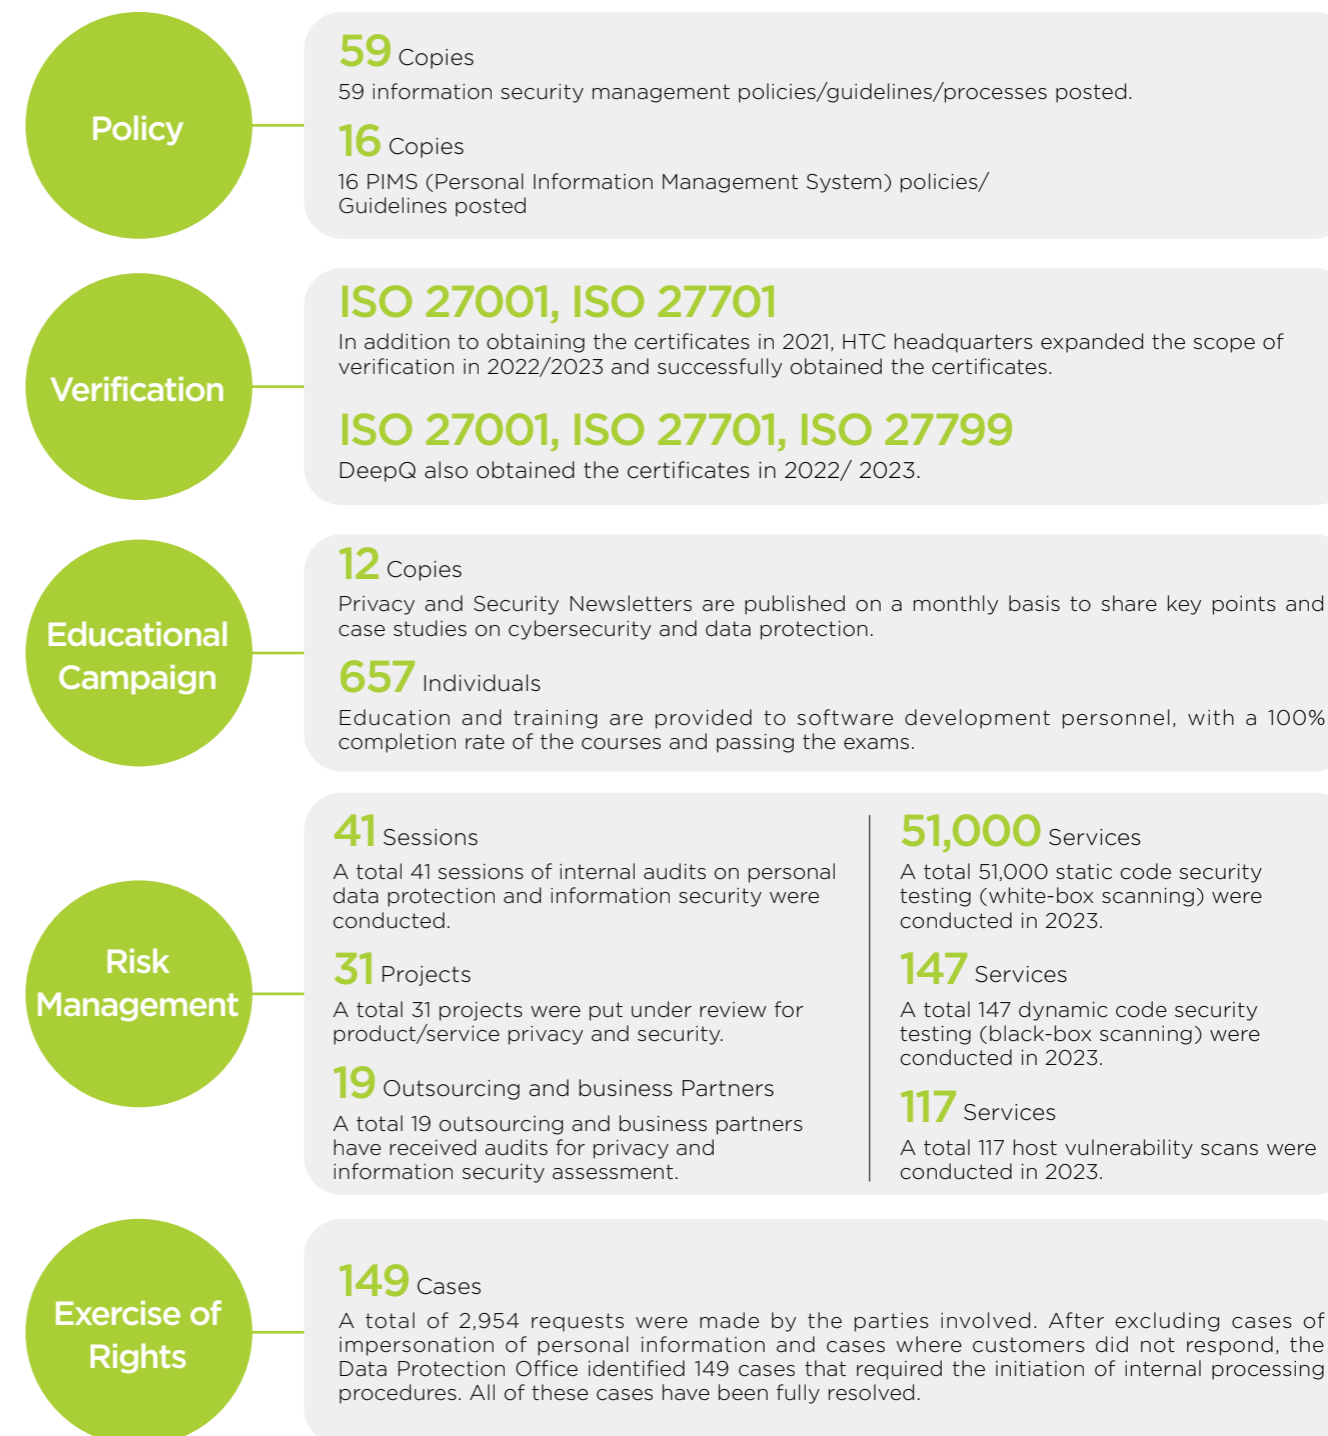 Policy
59 Copies
59 information security management policies/guidelines/processes posted.
16 Copies
16 PIMS (Personal Information Management System) policies/
Guidelines posted
Verification
ISO 27001, ISO 27701
In addition to obtaining the certificates in 2021, HTC headquarters expanded the scope of
verification in 2022/2023 and successfully obtained the certificates.
ISO 27001, ISO 27701, ISO 27799
DeepQ also obtained the certificates in 2022/ 2023.
Educational
Campaign
12 Copies
Privacy and Security Newsletters are published on a monthly basis to share key points and
case studies on cybersecurity and data protection.
657 Individuals
Education and training are provided to software development personnel, with a 100%
completion rate of the courses and passing the exams.
Risk
Management
41 Sessions
A total 41 sessions of internal audits on personal
data protection and information security were
conducted.
31 Projects
A total 31 projects were put under review for
product/service privacy and security.
19 Outsourcing and business Partners
A total 19 outsourcing and business partners
have received audits for privacy and
information security assessment.
51,000 Services
A total 51,000 static code security
testing (white-box scanning) were
conducted in 2023.
147 Services
A total 147 dynamic code security
testing (black-box scanning) were
conducted in 2023.
117 Services
A total 117 host vulnerability scans were
conducted in 2023.
Exercise of
Rights
149 Cases
A total of 2,954 requests were made by the parties involved. After excluding cases of
impersonation of personal information and cases where customers did not respond, the
Data Protection Office identified 149 cases that required the initiation of internal processing
procedures. All of these cases have been fully resolved.